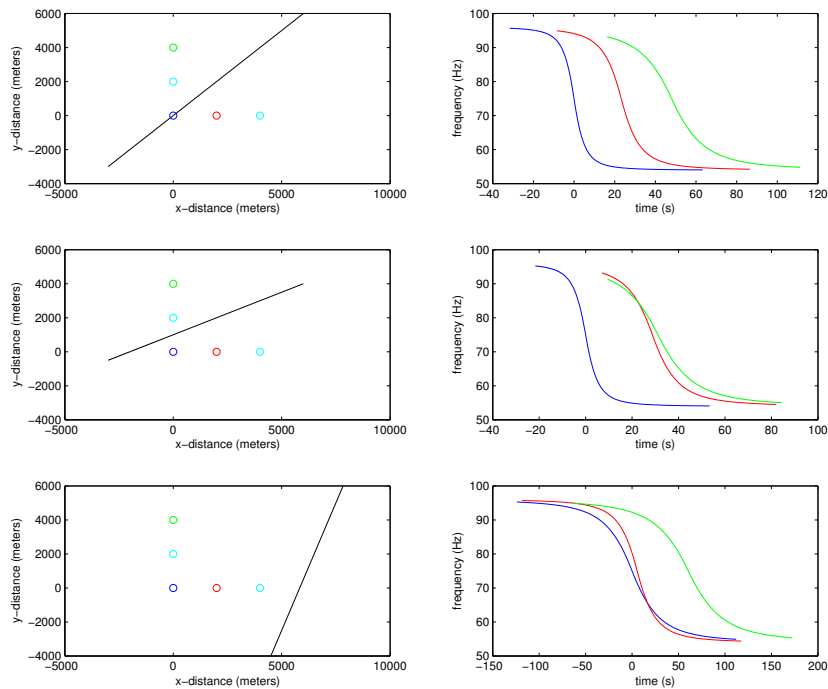 6000
4000
2000
0
−2000
−4000
−5000 0 5000 10000
x−distance (meters)
y−distance (meters)
100
90
80
70
60
50
−40 −20 0 20 40 60 80 100 120
time (s)
frequency (Hz)
6000
4000
2000
0
−2000
−4000
−5000 0 5000 10000
x−distance (meters)
y−distance (meters)
100
90
80
70
60
50
−40 −20 0 20 40 60 80 100
time (s)
frequency (Hz)
6000
4000
2000
0
−2000
−4000
−5000 0 5000 10000
x−distance (meters)
y−distance (meters)
100
90
80
70
60
50
−150 −100 −50 0 50 100 150 200
time (s)
frequency (Hz)